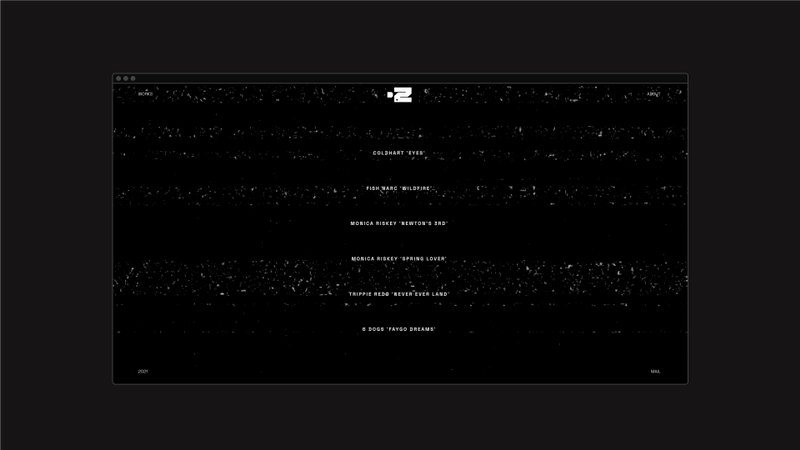 WORKS
ABOUT
COLDHART 'EYES'
FISH NARC 'WILDFIRE'
MONICA RISKEY 'NEWTON'S 3RD'
MONICA RISKEY 'SPRING LOVER'
TRIPPIE REDD 'NEVER EVER LAND'
6 DOGS 'FAYGO DREAMS'
2021
MAIL